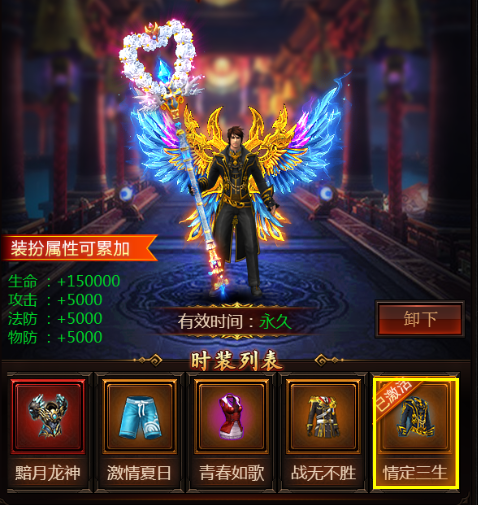 装扮属性可累加
生命：+150000
攻击：+5000
法防：+5000
物防：+5000
有效时间：永久
卸下
时装列表
已激活
黯月龙神
激情夏日
青春如歌
战无不胜
情定三生